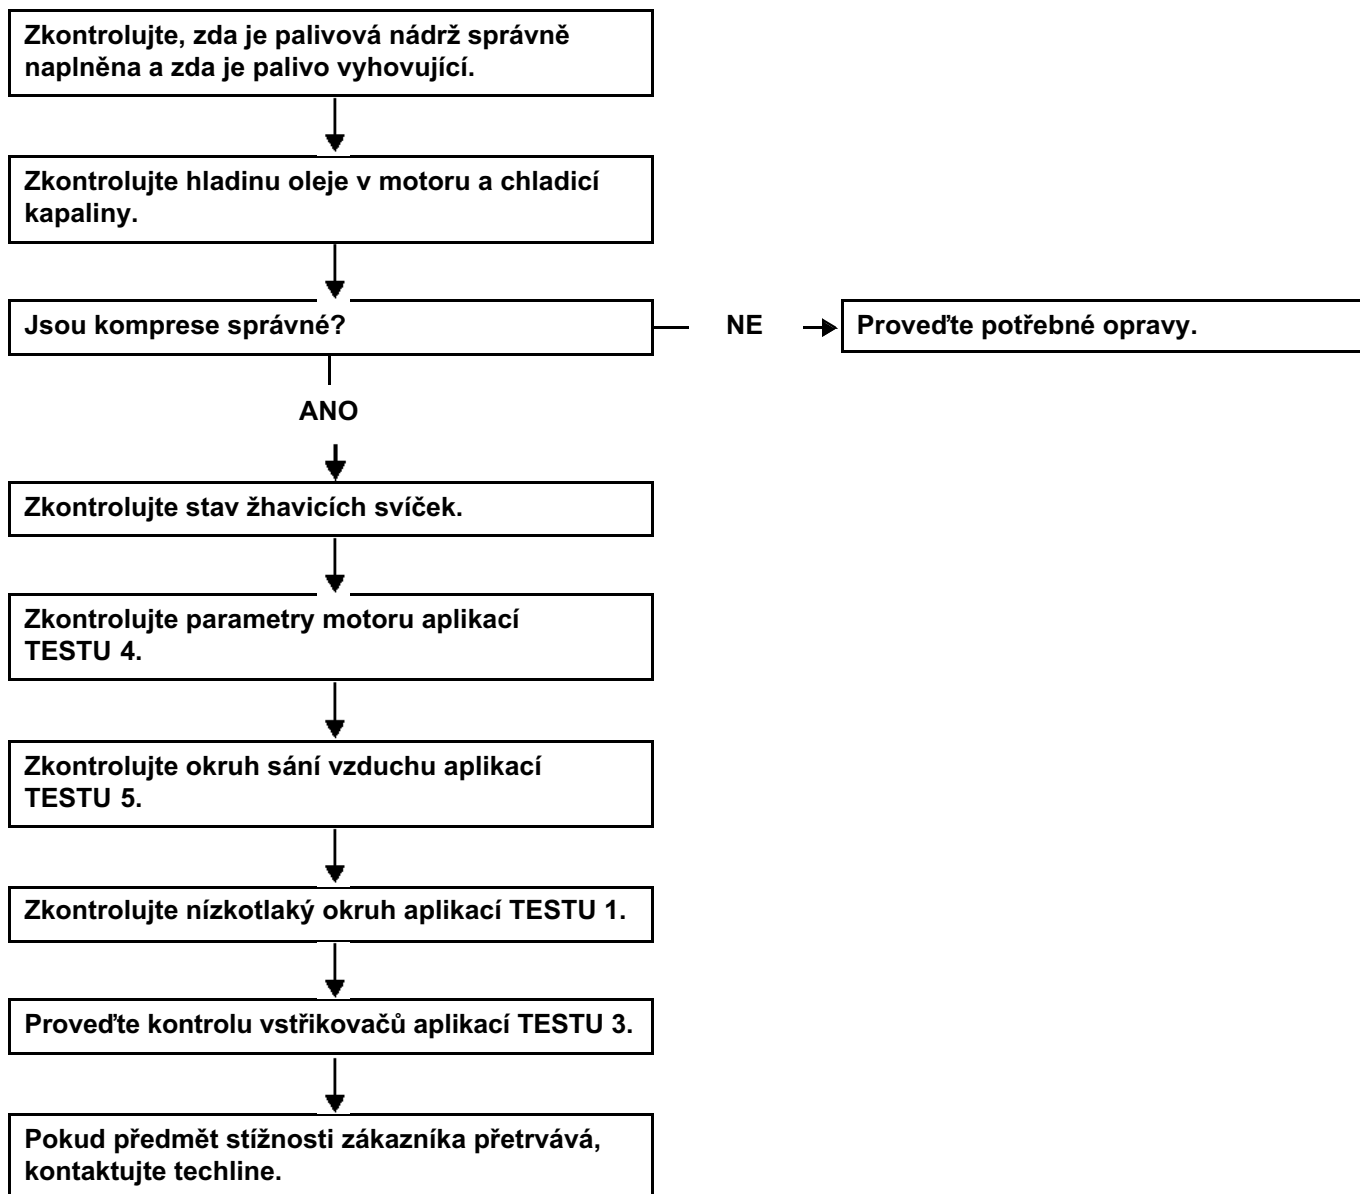 Zkontrolujte, zda je palivová nádrž správně
naplněna a zda je palivo vyhovující.
Zkontrolujte hladinu oleje v motoru a chladicí
kapaliny.
Jsou komprese správné?
NE
Proveďte potřebné opravy.
ANO
Zkontrolujte stav žhavicích svíček.
Zkontrolujte parametry motoru aplikací
TESTU 4.
Zkontrolujte okruh sání vzduchu aplikací
TESTU 5.
Zkontrolujte nízkotlaký okruh aplikací TESTU 1.
Proveďte kontrolu vstřikovačů aplikací TESTU 3.
Pokud předmět stížnosti zákazníka přetrvává,
kontaktujte techline.